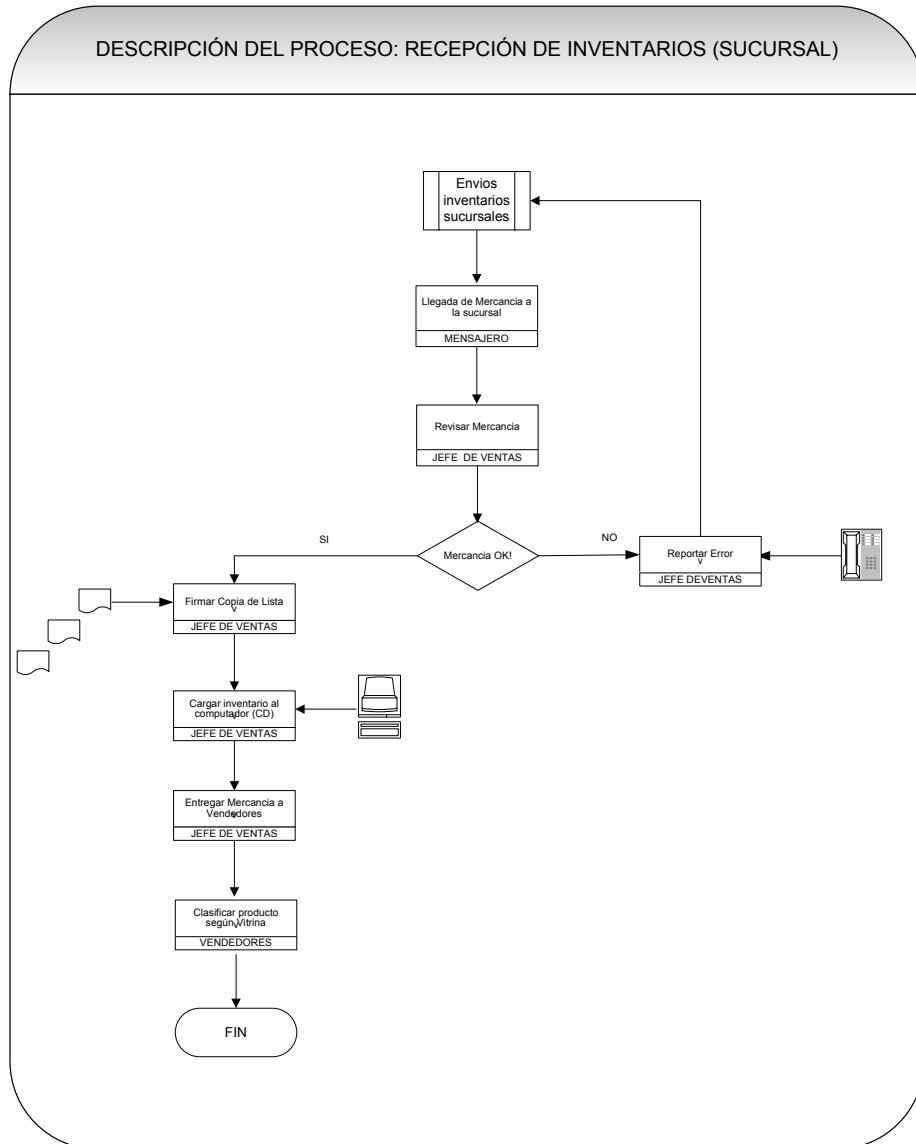 DESCRIPCIÓN DEL PROCESO: RECEPCIÓN DE INVENTARIOS (SUCURSAL)
Envios
inventarios
sucursales
Llegada de Mercancia a
la sucursal
MENSAJERO
Revisar Mercancia
JEFE DE VENTAS
Mercancia OK!
SI
NO
Reportar Error
v
JEFE DEVENTAS
Firmar Copia de Lista
v
JEFE DE VENTAS
Cargar inventario al
computador (CD)
JEFE DE VENTAS
Entregar Mercancia a
Vendedores
JEFE DE VENTAS
Clasificar producto
según Vitrina
VENDEDORES
FIN